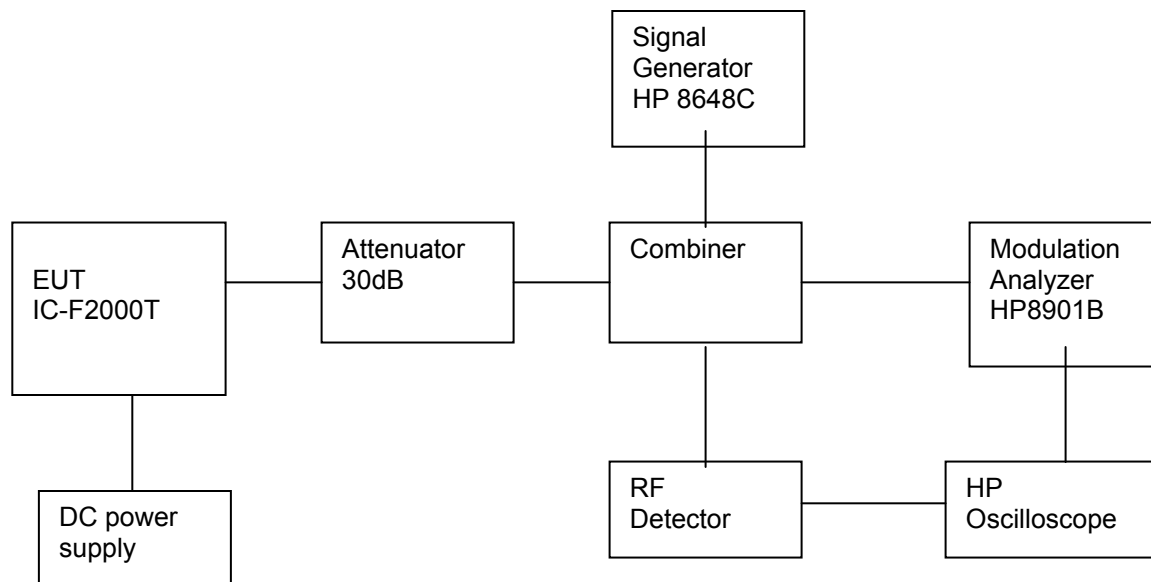 Signal
Generator
HP 8648C
EUT
IC-F2000T
Attenuator
30dB
Combiner
Modulation
Analyzer
HP8901B
DC power
supply
RF
Detector
HP
Oscilloscope